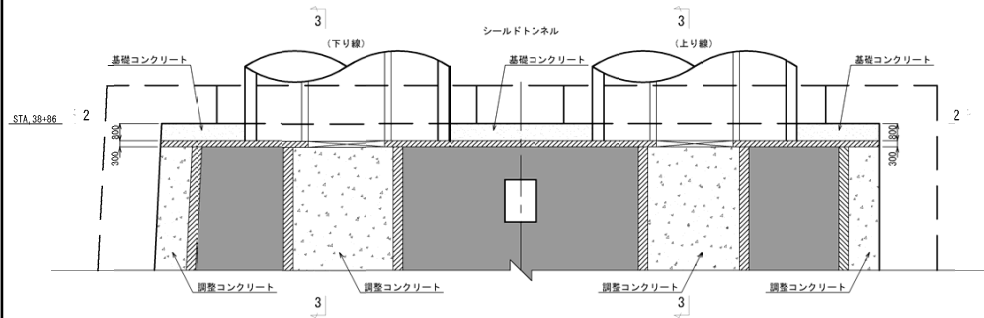 3 3
シールドトンネル
(下り線) (上り線)
基礎コンクリート 基礎コンクリート 基礎コンクリート
2 2
STA.38+86
800 800
300 300
調整コンクリート 調整コンクリート 調整コンクリート 調整コンクリート
3 3